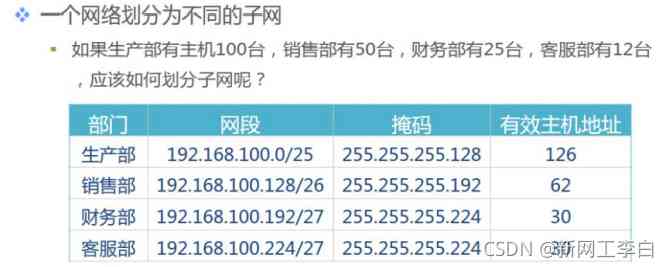 一个网络划分为不同的子网
如果生产部有主机100台，销售部有50台，财务部有25台，客服部有12台
，应该如何划分子网呢？
部门 网段 掩码 有效主机地址
生产部 192.168.100.0/25 255.255.255.128 126
销售部 192.168.100.128/26 255.255.255.192 62
财务部 192.168.100.192/27 255.255.255.224 30
客服部 192.168.100.224/27 255.255.255.224 30
CSDN @新网工李白